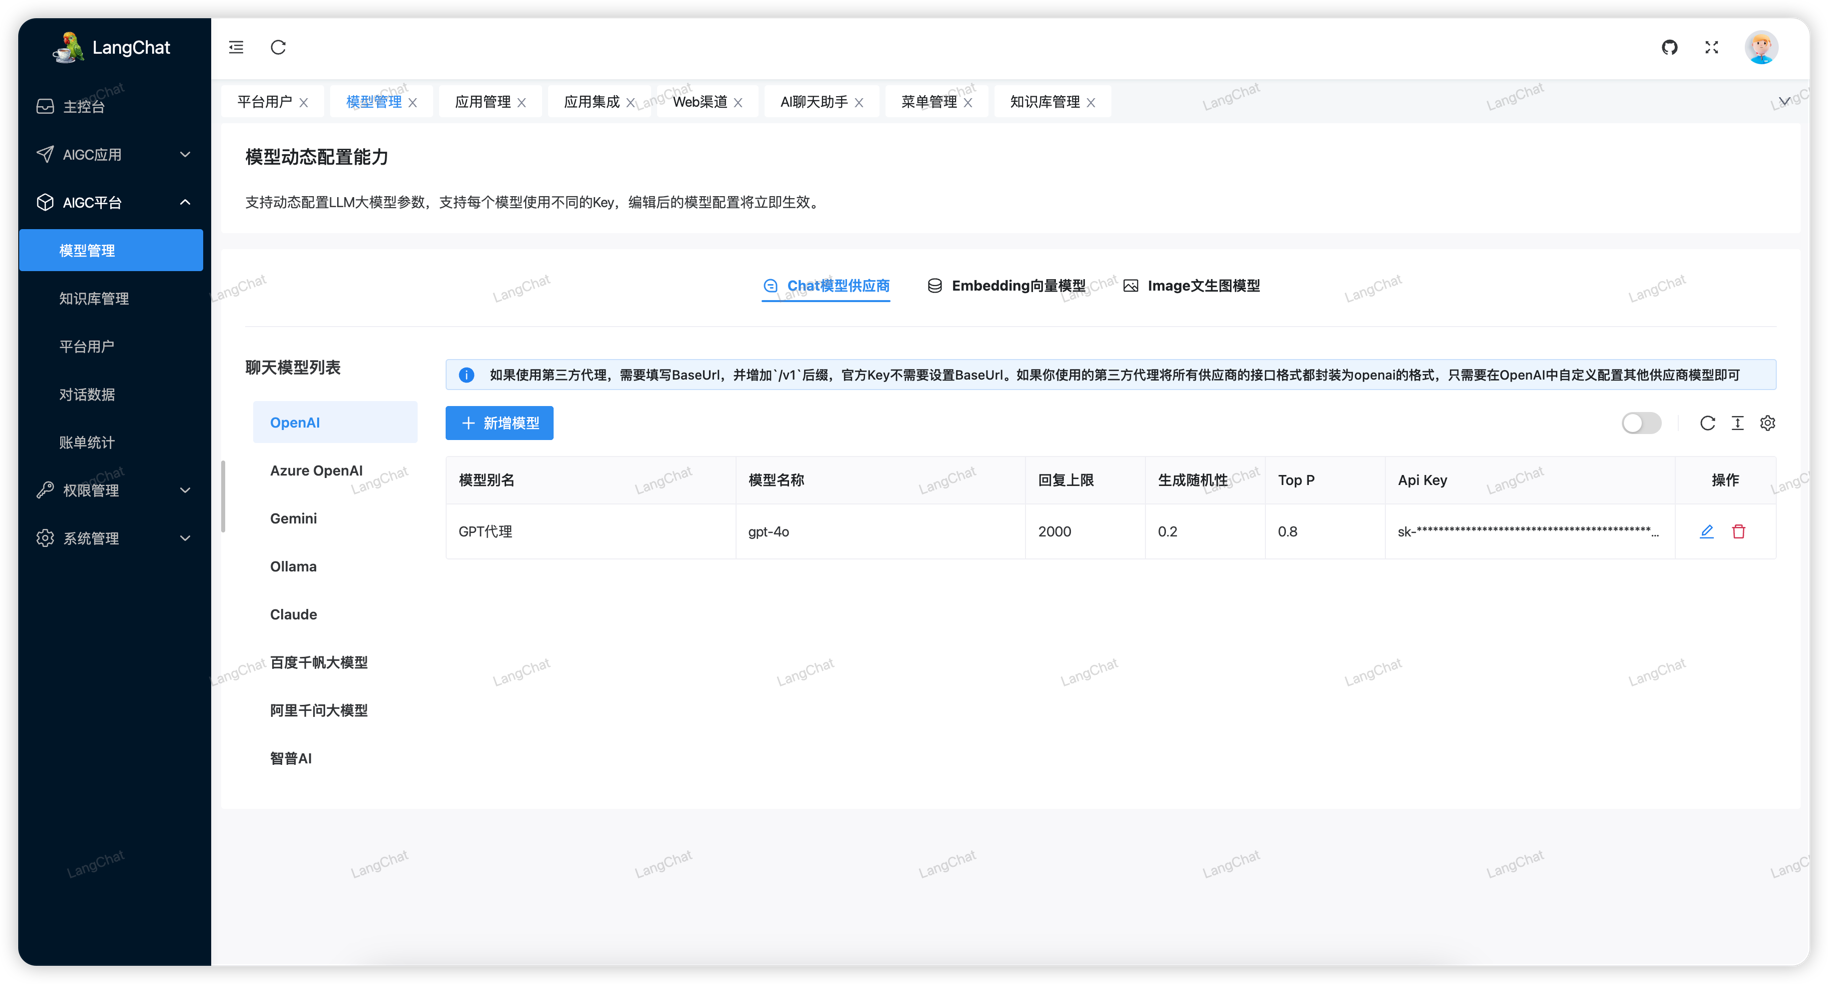 LangChat
主控台
AIGC应用
AIGC平台
模型管理
知识库管理
平台用户
对话数据
账单统计
权限管理
系统管理
平台用户 模型管理 应用管理 应用集成 Web渠道 AI聊天助手 菜单管理 知识库管理
模型动态配置能力
支持动态配置LLM大模型参数，支持每个模型使用不同的Key，编辑后的模型配置将立即生效。
Chat模型供应商 Embedding向量模型 Image文生图模型
聊天模型列表
OpenAI
Azure OpenAI
Gemini
Ollama
Claude
百度千帆大模型
阿里千问大模型
智普AI
如果使用第三方代理，需要填写BaseUrl，并增加`/v1`后缀，官方Key不需要设置BaseUrl。如果你使用的第三方代理将所有供应商的接口格式都封装为openai的格式，只需要在OpenAI中自定义配置其他供应商模型即可
新增模型
模型别名 模型名称 回复上限 生成随机性 Top P Api Key 操作
GPT代理 gpt-4o 2000 0.2 0.8 sk-*******************************************...
LangChat